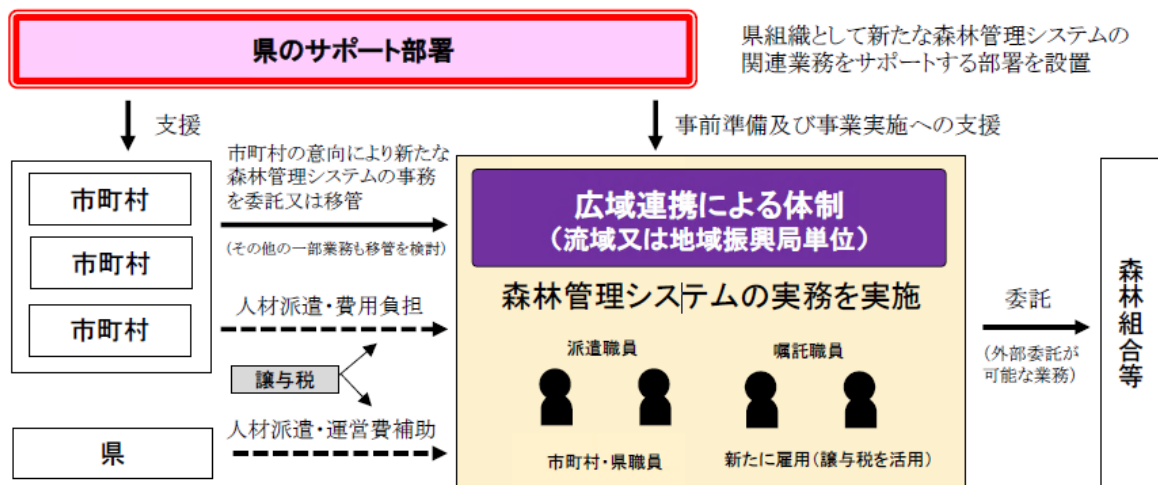 県のサポート部署
県組織として新たな森林管理システムの
関連業務をサポートする部署を設置
支援
事前準備及び事業実施への支援
市町村の意向により新たな
森林管理システムの事務
を委託又は移管
(その他の一部業務も移管を検討)
市町村
市町村
市町村
人材派遣・費用負担
譲与税
県
人材派遣・運営費補助
広域連携による体制
(流域又は地域振興局単位)
森林管理システムの実務を実施
派遣職員
嘱託職員
市町村・県職員
新たに雇用(譲与税を活用)
委託
(外部委託が
可能な業務)
森林組合等